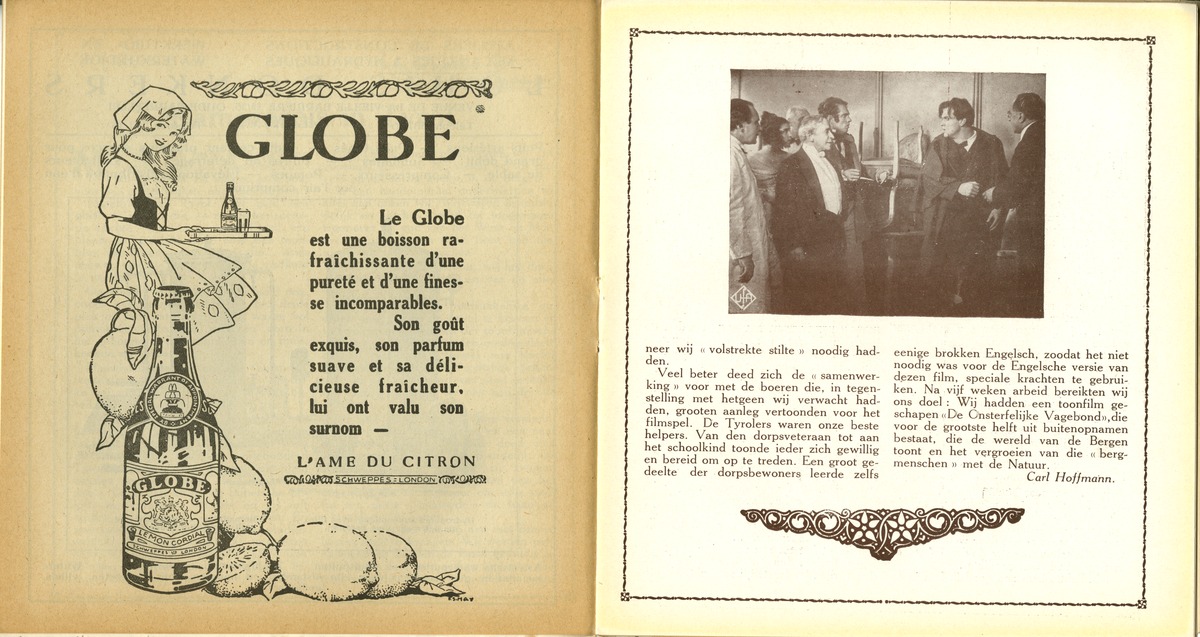 GLOBE
Le Globe
est une boisson ra-
fraîchissante d'une
pureté et d'une fines-
se incomparables.
Son goût
exquis, son parfum
suave et sa déli-
cieuse fraîcheur,
lui ont valu son
surnom —
L'AME DU CITRON
SCHWEPPES : LONDON
GLOBE
LEMON CORDIAL
SCHWEPPES LONDON
UFA
neer wij « volstrekte stilte » noodig had-
den.
Veel beter deed zich de « samenwer-
king » voor met de boeren die, in tegen-
stelling met hetgeen wij verwacht had-
den, grooten aanleg vertoonden voor het
filmspel. De Tyrolers waren onze beste
helpers. Van den dorpsveraten tot aan
het schoolkind toonde ieder zich gewillig
en bereid om op te treden. Een groot ge-
deelte der dorpsbewoners leerde zelfs
eenige brokken Engelsch, zoodat het niet
noodig was voor de Engelsche versie van
dezen film, speciale krachten te gebrui-
ken. Na vijf weken arbeid bereikten wij
ons doel : Wij hadden een toonfilm ge-
schapen «De Onsterfelijke Vagebond», die
voor de grootste helft uit buitenopnamen
bestaat, die de wereld van de Bergen
toont en het vergroeien van die « berg-
menschen » met de Natuur.
Carl Hoffmann.